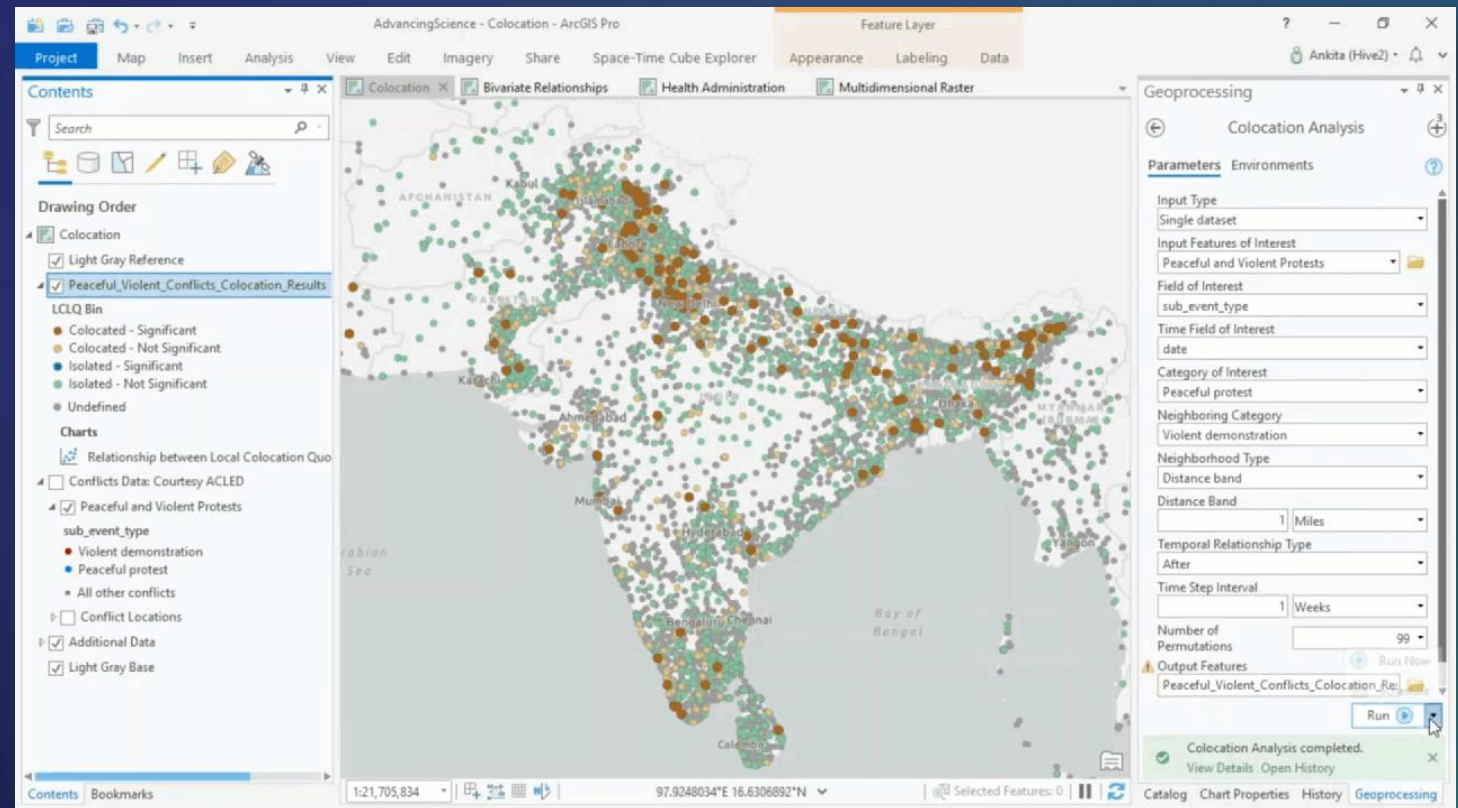 AdvancingScience - Colocation - ArcGIS Pro
Feature Layer
?
Project Map Insert Analysis View Edit Imagery Share Space-Time Cube Explorer Appearance Labeling Data
Ankita (Hive2)
Contents
Search
Drawing Order
Colocation
Light Gray Reference
Peaceful_Violent_Conflicts_Colocation_Results
LCLQ Bin
Colocated - Significant
Colocated - Not Significant
Isolated - Significant
Isolated - Not Significant
Undefined
Charts
Relationship between Local Colocation Quo
Conflicts Data: Courtesy ACLED
Peaceful and Violent Protests
sub_event_type
Violent demonstration
Peaceful protest
All other conflicts
Conflict Locations
Additional Data
Light Gray Base
Contents Bookmarks
Colocation Bivariate Relationships Health Administration Multidimensional Raster
Kabul
AFGHANISTAN
Islamabad
Lahore
PAKISTAN
New Delhi
Karachi
Ahmedabad
INDIA
Dhaka
MYANMAR
Mumbai
Hyderabad
Yangon
Arabian
Sea
Bengaluru Chennai
Bay of
Bengal
Colombo
1:21,705,834
97.9248034°E 16.6306892°N
Selected Features: 0
Geoprocessing
Colocation Analysis
3
Parameters Environments
?
Input Type
Single dataset
Input Features of Interest
Peaceful and Violent Protests
Field of Interest
sub_event_type
Time Field of Interest
date
Category of Interest
Peaceful protest
Neighboring Category
Violent demonstration
Neighborhood Type
Distance band
Distance Band
1 Miles
Temporal Relationship Type
After
Time Step Interval
1 Weeks
Number of
Permutations
99
Run Now
Output Features
Peaceful_Violent_Conflicts_Colocation_Re:
Run
Colocation Analysis completed.
View Details Open History
Catalog Chart Properties History Geoprocessing